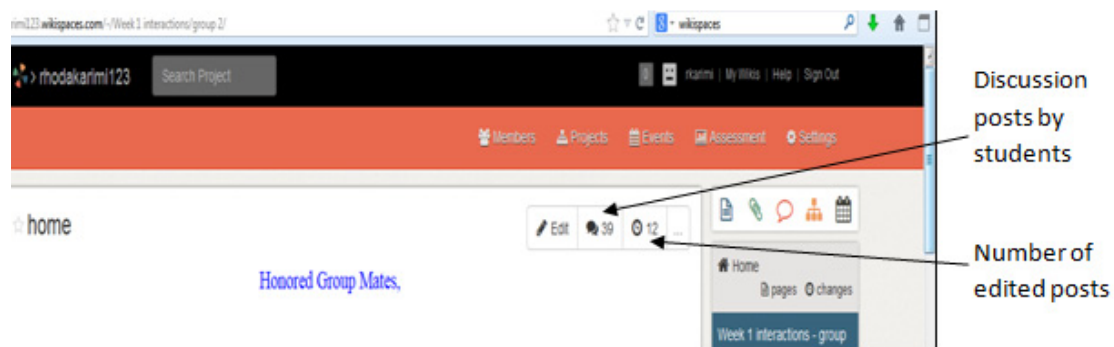 rimi123.wikispaces.com/-/Week 1 interactions/group 2/
wikispaces
> rhodakarimi123
Search Project
0
rkarimi | My Wikis | Help | Sign Out
Members Projects Events Assessment Settings
home
Edit 39 12 ...
Honored Group Mates,
Home
pages changes
Week 1 interactions - group
Discussion
posts by
students
Number of
edited posts